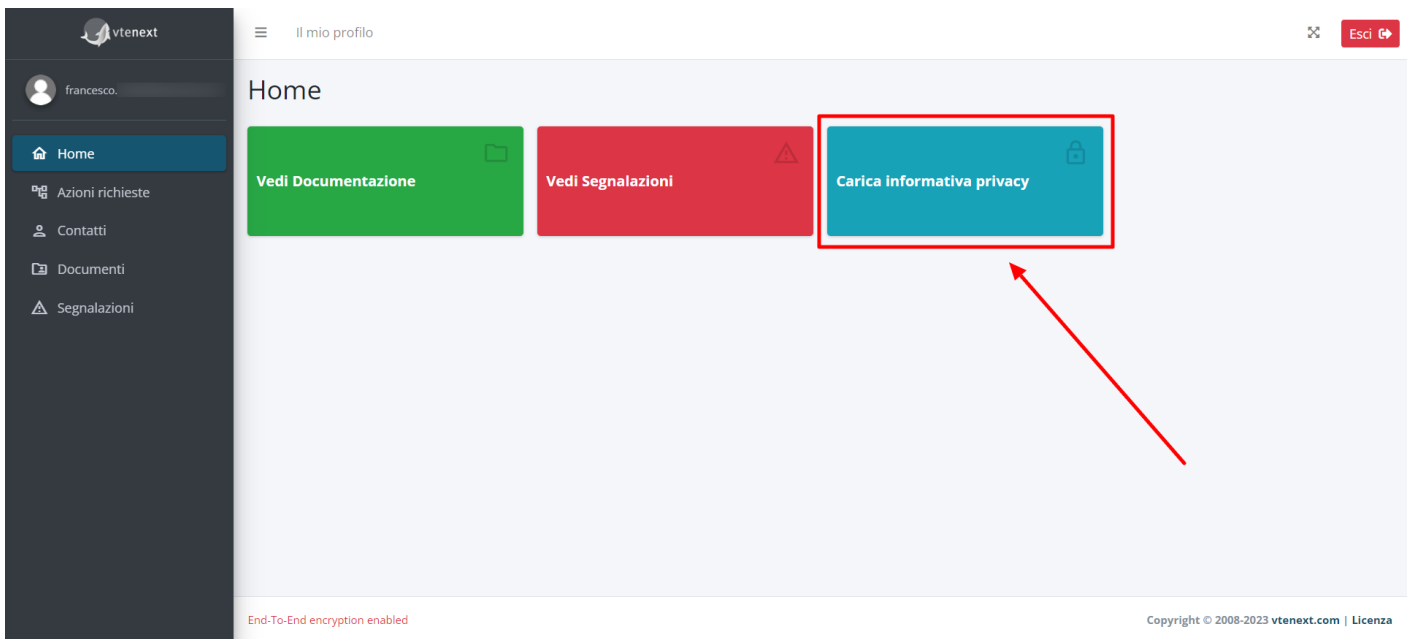 vtenext
Il mio profilo
Esci
francesco.
Home
Home
Azioni richieste
Contatti
Documenti
Segnalazioni
Vedi Documentazione
Vedi Segnalazioni
Carica informativa privacy
End-To-End encryption enabled
Copyright © 2008-2023 vtenext.com | Licenza